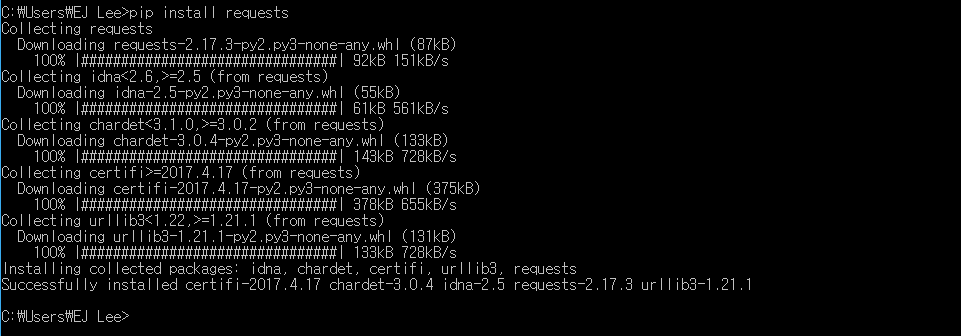 C:₩Users₩EJ Lee>pip install requests
Collecting requests
  Downloading requests-2.17.3-py2.py3-none-any.whl (87kB)
    100% |################################| 92kB 151kB/s
Collecting idna<2.6,>=2.5 (from requests)
  Downloading idna-2.5-py2.py3-none-any.whl (55kB)
    100% |################################| 61kB 561kB/s
Collecting chardet<3.1.0,>=3.0.2 (from requests)
  Downloading chardet-3.0.4-py2.py3-none-any.whl (133kB)
    100% |################################| 143kB 728kB/s
Collecting certifi>=2017.4.17 (from requests)
  Downloading certifi-2017.4.17-py2.py3-none-any.whl (375kB)
    100% |################################| 378kB 655kB/s
Collecting urllib3<1.22,>=1.21.1 (from requests)
  Downloading urllib3-1.21.1-py2.py3-none-any.whl (131kB)
    100% |################################| 133kB 728kB/s
Installing collected packages: idna, chardet, certifi, urllib3, requests
Successfully installed certifi-2017.4.17 chardet-3.0.4 idna-2.5 requests-2.17.3 urllib3-1.21.1
C:₩Users₩EJ Lee>